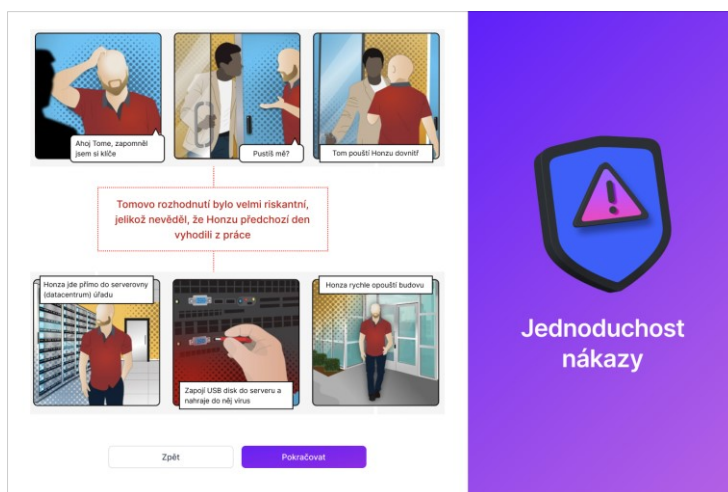 Ahoj Tome, zapomněl
jsem si klíče
Pustíš mě?
Tom pouští Honzu dovnitř
Tomovo rozhodnutí bylo velmi riskantní,
jelikož nevěděl, že Honzu předchozí den
vyhodili z práce
Honza jde přímo do serverovny
(datacentrum) úřadu
Zapojí USB disk do serveru a
nahraje do něj virus
Honza rychle opouští budovu
Zpět
Pokračovat
Jednoduchost
nákazy